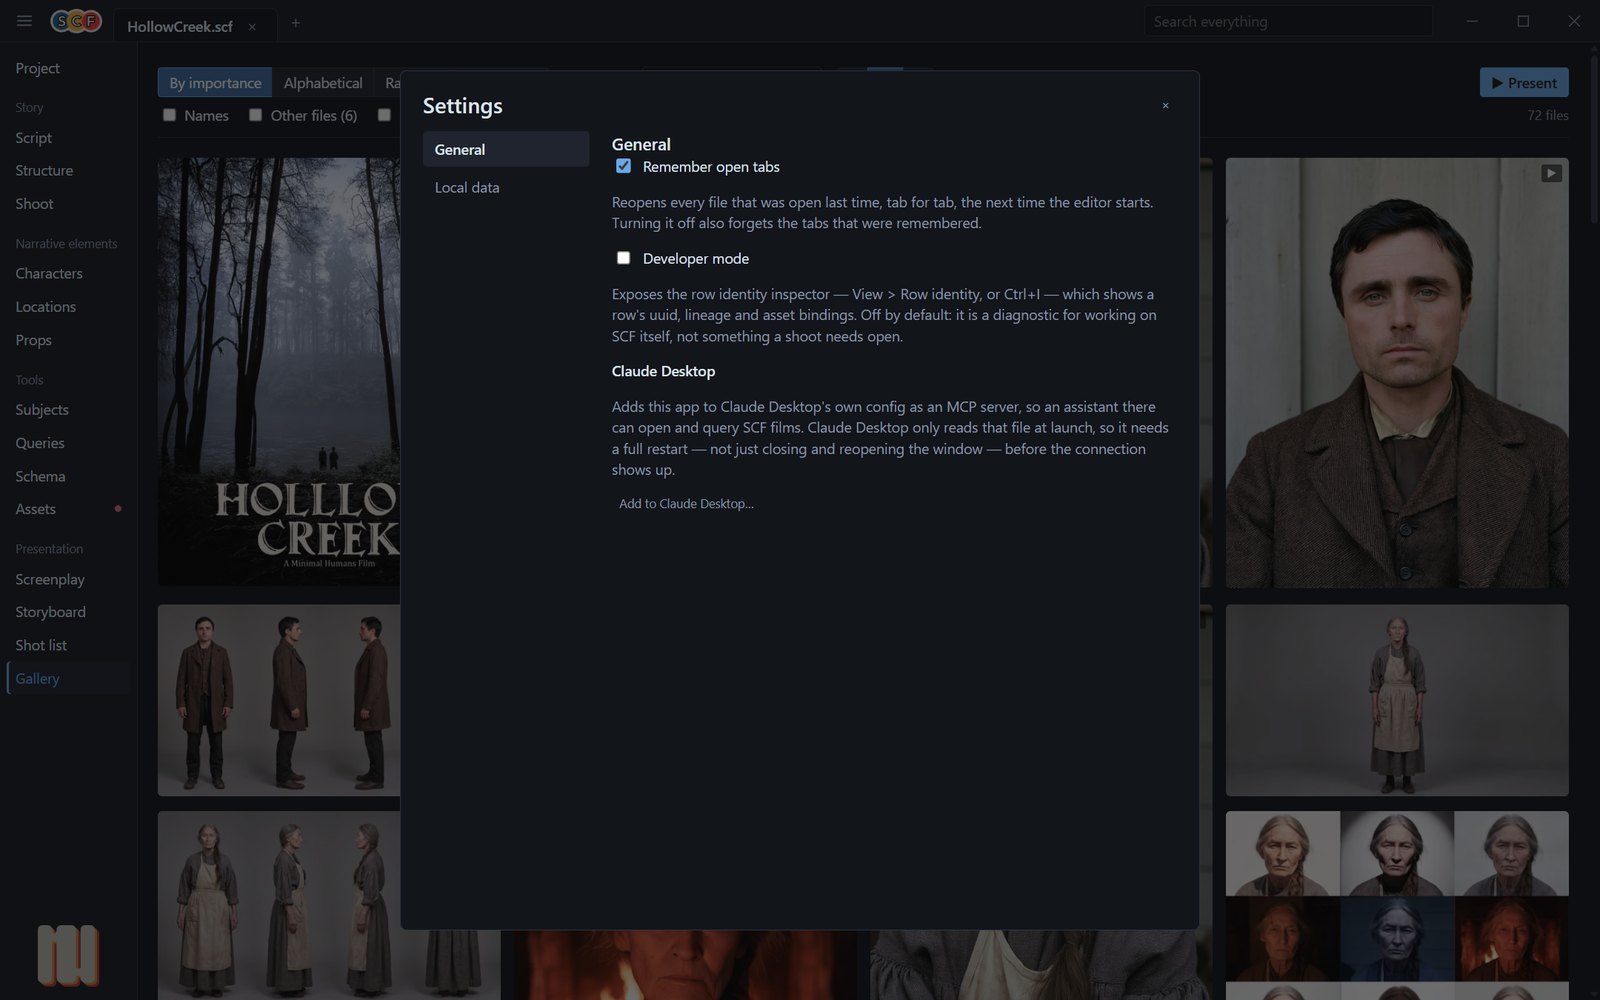 SCF
HollowCreek.scf
Search everything
Project
Story
Script
Structure
Shoot
Narrative elements
Characters
Locations
Props
Tools
Subjects
Queries
Schema
Assets
Presentation
Screenplay
Storyboard
Shot list
Gallery
By importance
Alphabetical
Ra
Present
Names
Other files (6)
72 files
HOLLLO
CREEK
A Minimal Humans Film
Settings
General
Local data
General
Remember open tabs
Reopens every file that was open last time, tab for tab, the next time the editor starts.
Turning it off also forgets the tabs that were remembered.
Developer mode
Exposes the row identity inspector — View > Row identity, or Ctrl+I — which shows a
row's uuid, lineage and asset bindings. Off by default: it is a diagnostic for working on
SCF itself, not something a shoot needs open.
Claude Desktop
Adds this app to Claude Desktop's own config as an MCP server, so an assistant there
can open and query SCF films. Claude Desktop only reads that file at launch, so it needs
a full restart — not just closing and reopening the window — before the connection
shows up.
Add to Claude Desktop...